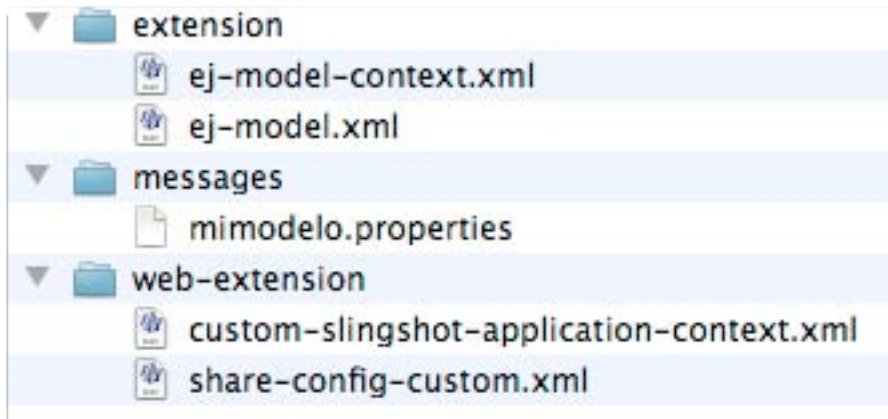 extension
ej-model-context.xml
ej-model.xml
messages
mimodelo.properties
web-extension
custom-slingshot-application-context.xml
share-config-custom.xml